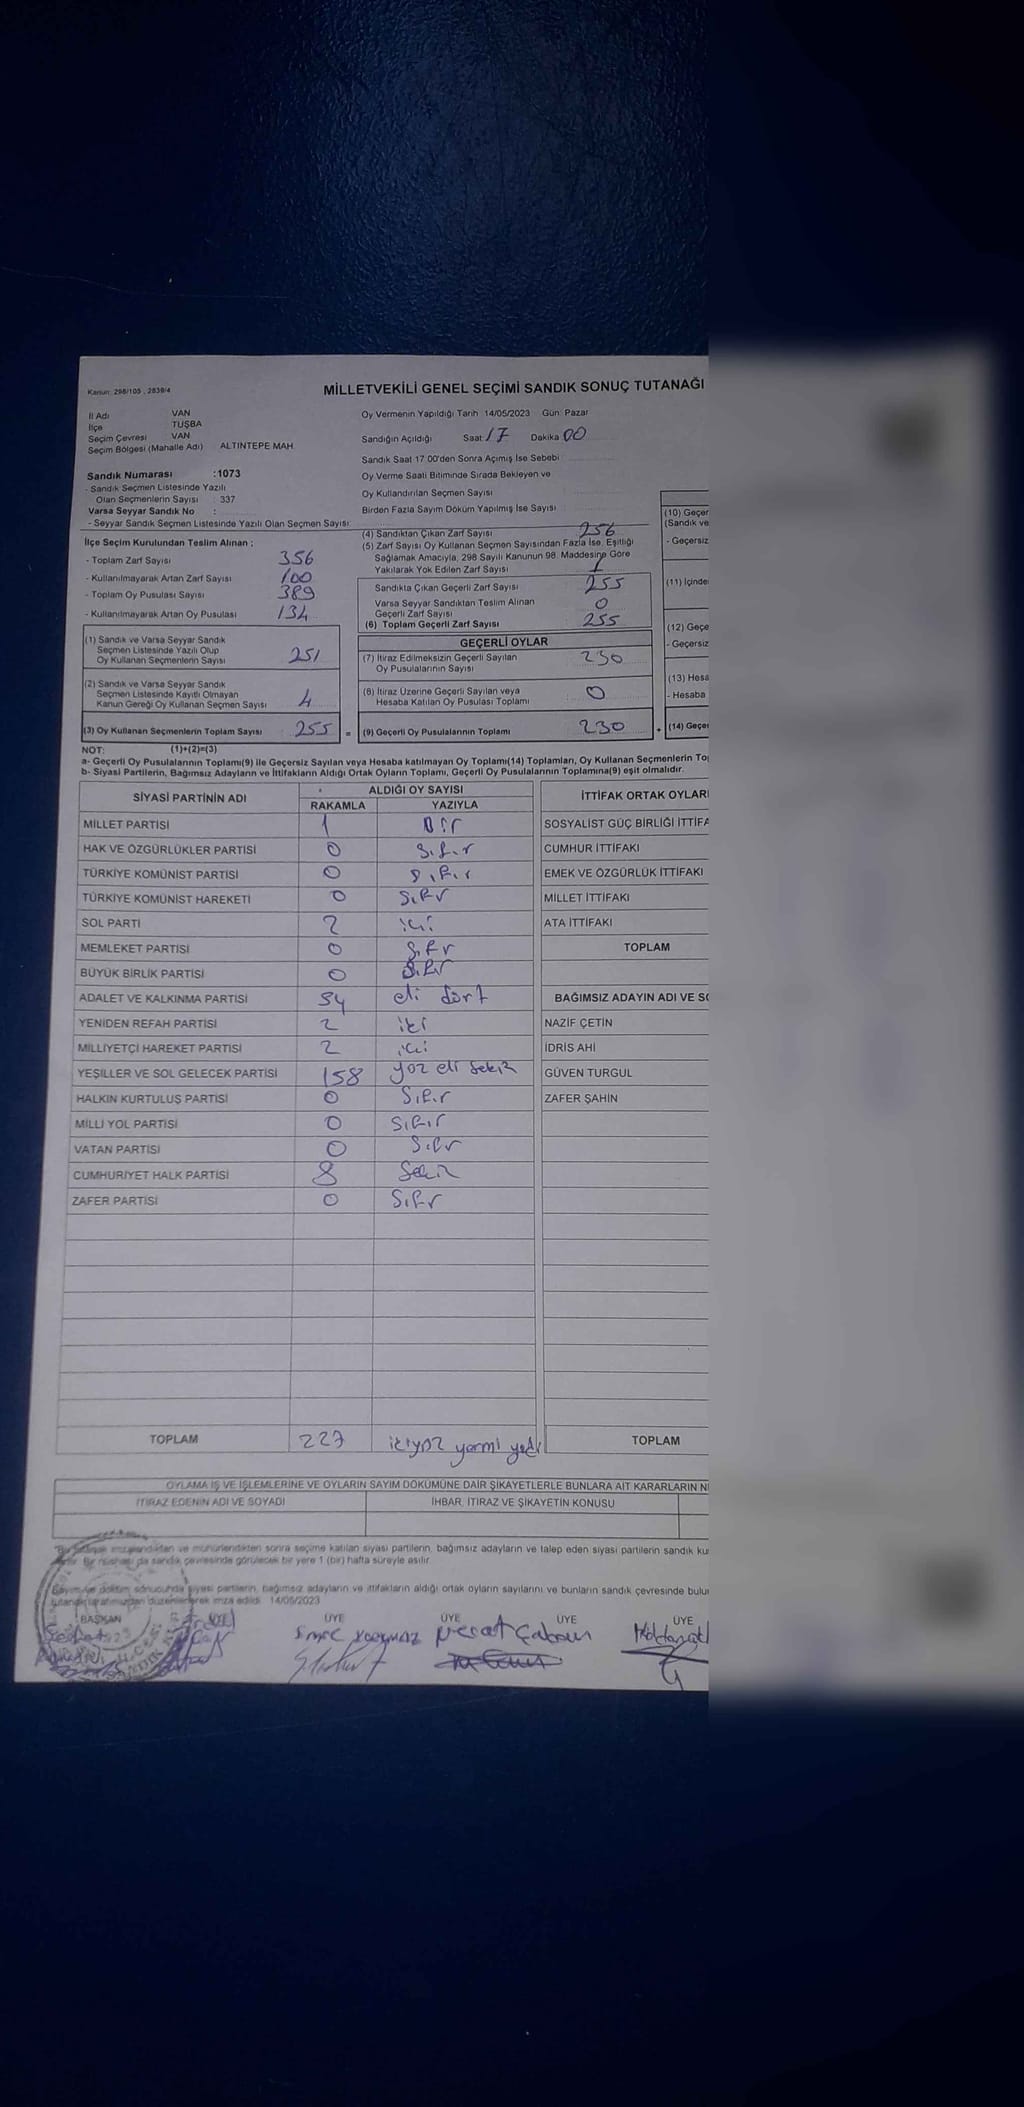 Kanun: 298/105, 2839/4
MİLLETVEKİLİ GENEL SEÇİMİ SANDIK SONUÇ TUTANAĞI
İl Adı VAN
İlçe TUŞBA
Seçim Çevresi VAN
Seçim Bölgesi (Mahalle Adı) ALTINTEPE MAH.
Sandık Numarası :1073
- Sandık Seçmen Listesinde Yazılı
Olan Seçmenlerin Sayısı : 337
Varsa Seyyar Sandık No :
- Seyyar Sandık Seçmen Listesinde Yazılı Olan Seçmen Sayısı:
Oy Vermenin Yapıldığı Tarih 14/05/2023 Gün Pazar
Sandığın Açıldığı Saat 17 Dakika 00
Sandık Saat 17.00'den Sonra Açımış İse Sebebi
Oy Verme Saati Bitiminde Sırada Bekleyen ve
Oy Kullandırılan Seçmen Sayısı
Birden Fazla Sayım Döküm Yapılmış İse Sayısı
İlçe Seçim Kurulundan Teslim Alınan :
- Toplam Zarf Sayısı 356
- Kullanılmayarak Artan Zarf Sayısı 100
- Toplam Oy Pusulası Sayısı 389
- Kullanılmayarak Artan Oy Pusulası 134
(4) Sandıktan Çıkan Zarf Sayısı 256
(5) Zarf Sayısı Oy Kullanan Seçmen Sayısından Fazla İse, Eşitliği
Sağlamak Amacıyla, 298 Sayılı Kanunun 98. Maddesine Göre
Yakılarak Yok Edilen Zarf Sayısı 1
Sandıkta Çıkan Geçerli Zarf Sayısı 255
Varsa Seyyar Sandıktan Teslim Alınan
Geçerli Zarf Sayısı 0
(6) Toplam Geçerli Zarf Sayısı 255
(1) Sandık ve Varsa Seyyar Sandık
Seçmen Listesinde Yazılı Olup
Oy Kullanan Seçmenlerin Sayısı 251
(2) Sandık ve Varsa Seyyar Sandık
Seçmen Listesinde Kayıtlı Olmayan
Kanun Gereği Oy Kullanan Seçmen Sayısı 4
(3) Oy Kullanan Seçmenlerin Toplam Sayısı 255 =
GEÇERLİ OYLAR
(7) İtiraz Edilmeksizin Geçerli Sayılan
Oy Pusulalarının Sayısı 230
(8) İtiraz Üzerine Geçerli Sayılan veya
Hesaba Katılan Oy Pusulası Toplamı 0
(9) Geçerli Oy Pusulalarının Toplamı 230 +
(10) Geçer
(Sandık ve
- Geçersiz
(11) İçinde
(12) Geçe
- Geçersiz
(13) Hesa
- Hesaba
(14) Geçe
NOT: (1)+(2)=(3)
a- Geçerli Oy Pusulalarının Toplamı(9) ile Geçersiz Sayılan veya Hesaba katılmayan Oy Toplamı(14) Toplamları, Oy Kullanan Seçmenlerin To
b- Siyasi Partilerin, Bağımsız Adayların ve İttifakların Aldığı Ortak Oyların Toplamı, Geçerli Oy Pusulalarının Toplamına(9) eşit olmalıdır.
SİYASİ PARTİNİN ADI ALDIĞI OY SAYISI
RAKAMLA YAZIYLA
MİLLET PARTİSİ 1 Bir
HAK VE ÖZGÜRLÜKLER PARTİSİ 0 Sıfır
TÜRKİYE KOMÜNİST PARTİSİ 0 Sıfır
TÜRKİYE KOMÜNİST HAREKETİ 0 Sıfır
SOL PARTİ 2 iki
MEMLEKET PARTİSİ 0 Sıfır
BÜYÜK BİRLİK PARTİSİ 0 Sıfır
ADALET VE KALKINMA PARTİSİ 54 eli dört
YENİDEN REFAH PARTİSİ 2 iki
MİLLİYETÇİ HAREKET PARTİSİ 2 iki
YEŞİLLER VE SOL GELECEK PARTİSİ 158 yüz eli sekiz
HALKIN KURTULUŞ PARTİSİ 0 Sıfır
MİLLİ YOL PARTİSİ 0 Sıfır
VATAN PARTİSİ 0 Sıfır
CUMHURİYET HALK PARTİSİ 8 Sekiz
ZAFER PARTİSİ 0 Sıfır
TOPLAM 227 ikiyüz yirmi yedi
İTTİFAK ORTAK OYLAR
SOSYALİST GÜÇ BİRLİĞİ İTTİFA
CUMHUR İTTİFAKI
EMEK VE ÖZGÜRLÜK İTTİFAKI
MİLLET İTTİFAKI
ATA İTTİFAKI
TOPLAM
BAĞIMSIZ ADAYIN ADI VE SO
NAZİF ÇETİN
İDRİS AHİ
GÜVEN TURGUL
ZAFER ŞAHİN
TOPLAM
OYLAMA İŞ VE İŞLEMLERİNE VE OYLARIN SAYIM DÖKÜMÜNE DAİR ŞİKAYETLERLE BUNLARA AİT KARARLARIN N
İTİRAZ EDENİN ADI VE SOYADI İHBAR, İTİRAZ VE ŞİKAYETİN KONUSU
imzalandıktan ve mühürlendikten sonra seçime katılan siyasi partilerin, bağımsız adayların ve talep eden siyasi partilerin sandık ku
Bir nüshası da sandık çevresinde görülecek bir yere 1 (bir) hafta süreyle asılır.
döküm sonucunda siyasi partilerin, bağımsız adayların ve ittifakların aldığı ortak oyların sayılarını ve bunların sandık çevresinde bulu
tarafımızdan düzenlenerek imza edildi. 14/05/2023
BAŞKAN ÜYE ÜYE ÜYE ÜYE